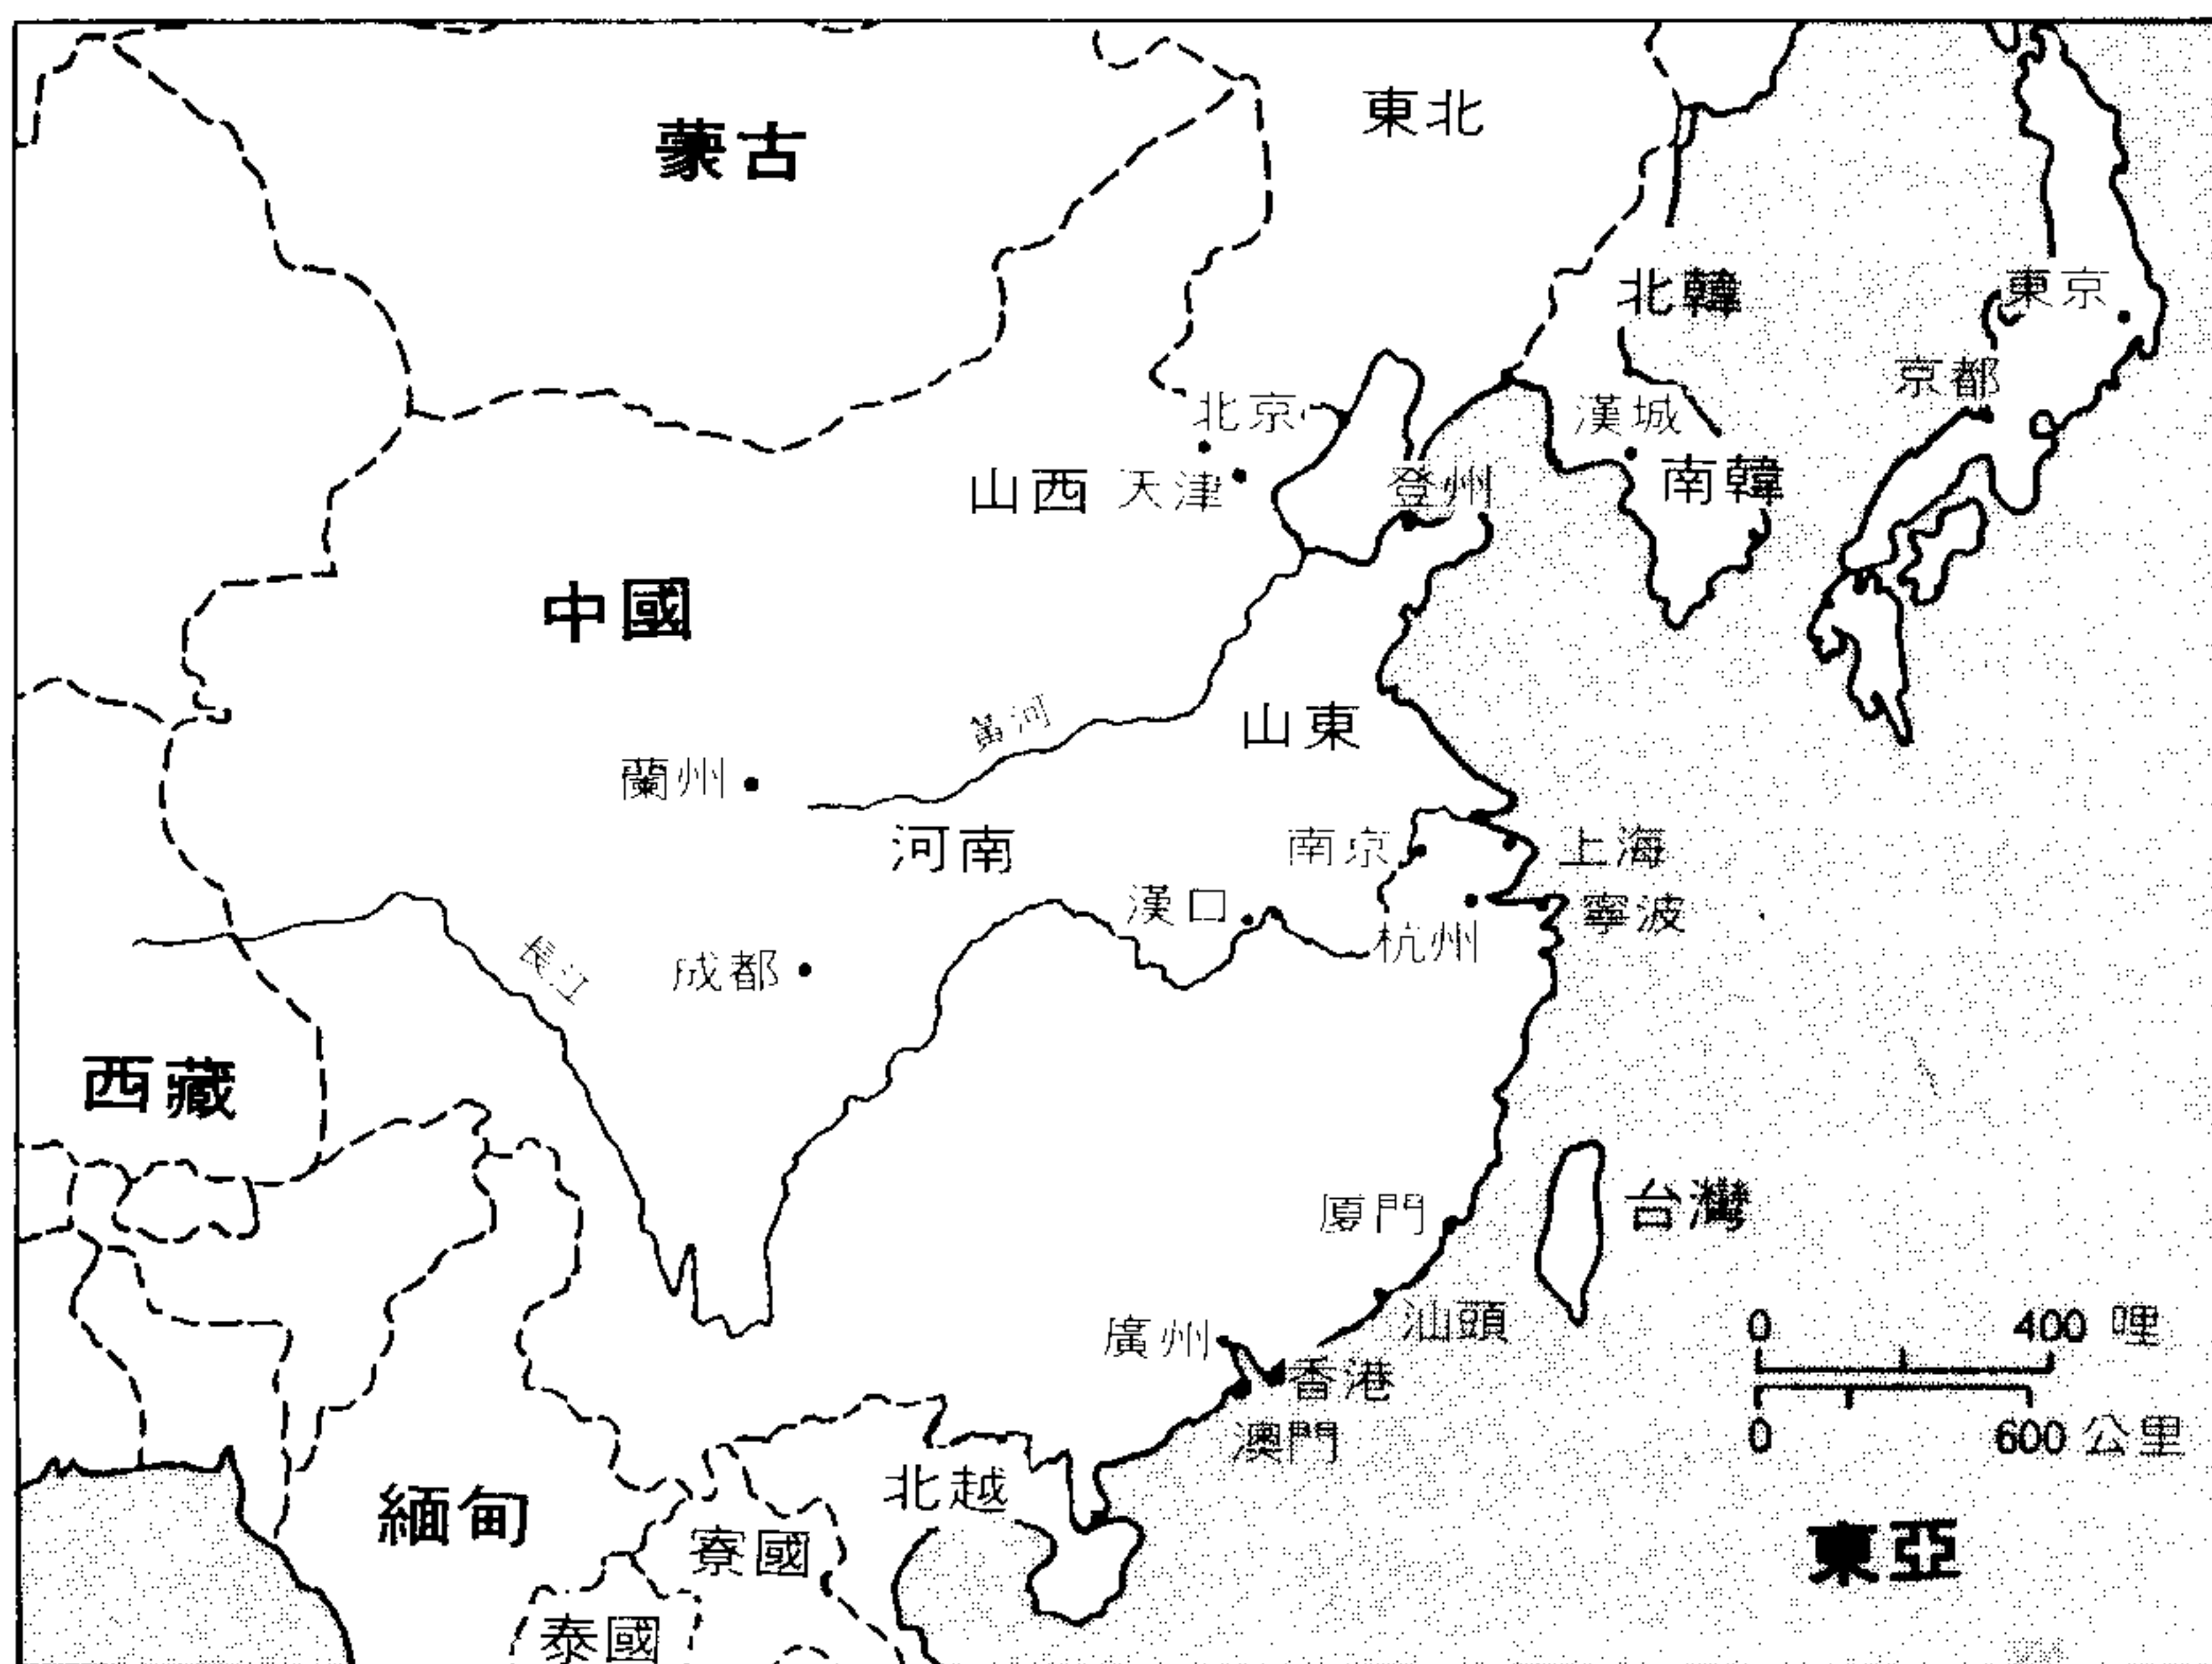 蒙古
東北
北韓
東京
京都
北京
漢城
山西
天津
登州
南韓
中國
黃河
山東
蘭州
河南
南京
上海
漢口
寧波
杭州
長江
成都
西藏
廈門
台灣
汕頭
廣州
香港
澳門
0 400 哩
0 600 公里
北越
緬甸
寮國
泰國
東亞